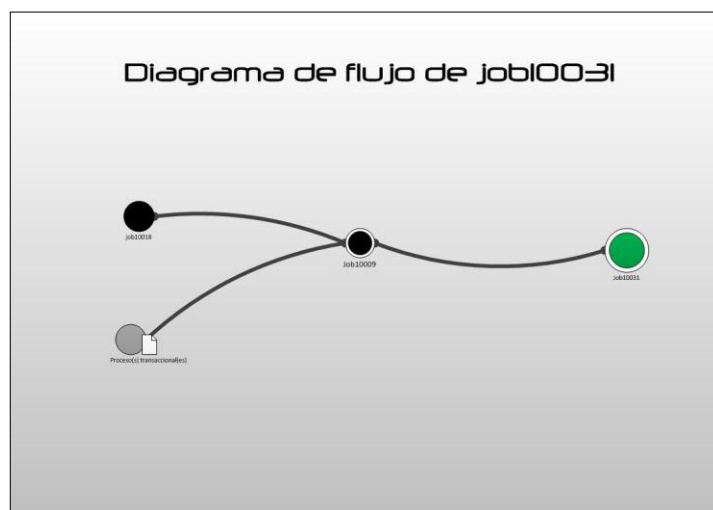 Diagrama de flujo de job10031
job10018
Job10009
Job10031
Proceso(s) transaccional(es)